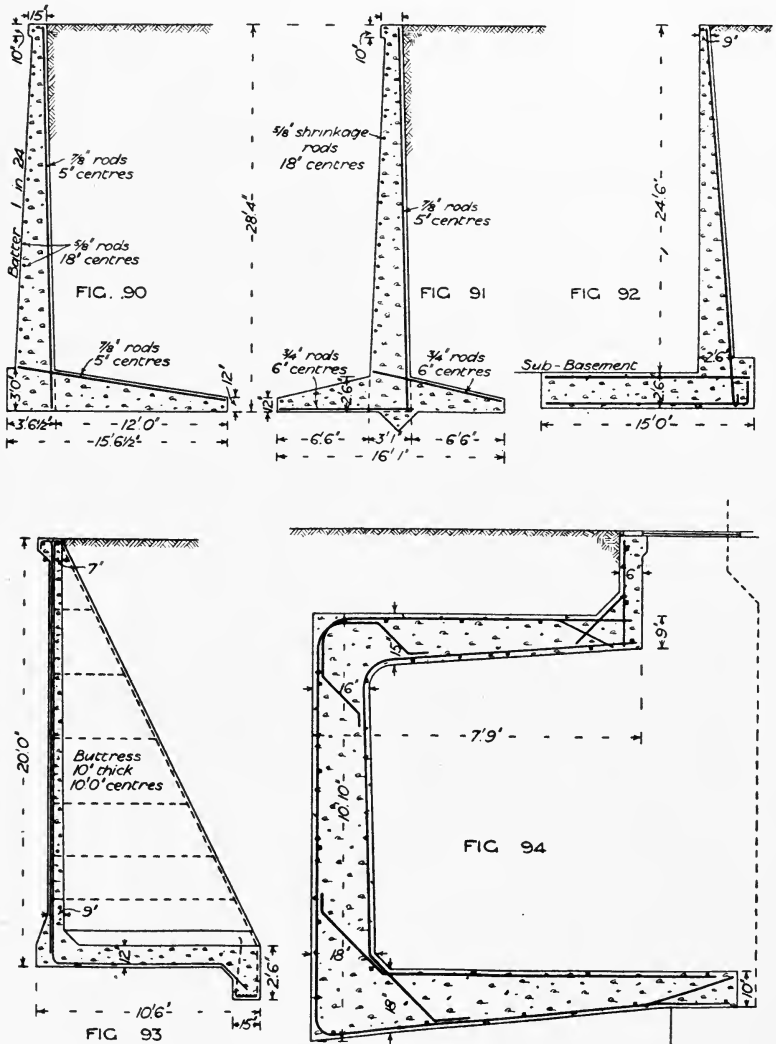 15"
10"
7/8" rods
5" centres
Batter 1 in 24
5/8" rods
18" centres
FIG. 90
7/8" rods
5" centres
12"
3'0"
3'6½"
12'0"
15'6½"
28'4"
10"
5/8" shrinkage
rods
18" centres
7/8" rods
5" centres
FIG 91
3/4" rods
6" centres
3/4" rods
6" centres
12"
2'6"
6'6"
3'1"
6'6"
16'1"
9"
24'6"
FIG 92
Sub-Basement
2'6"
2'6"
15'0"
7"
20'0"
Buttress
10" thick
10'0" centres
9"
12"
2'6"
10'6"
15"
FIG 93
6"
9"
15"
16"
7'9"
10'10"
FIG 94
18"
18"
10"